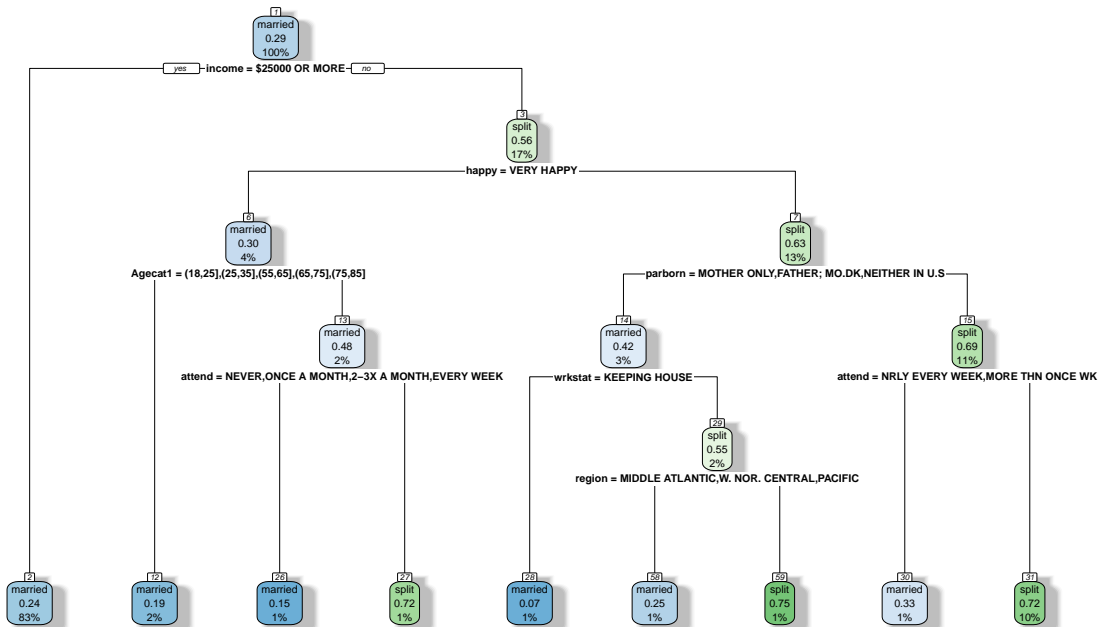 1
married
0.29
100%
yes income = $25000 OR MORE no
3
split
0.56
17%
happy = VERY HAPPY
6
married
0.30
4%
7
split
0.63
13%
Agecat1 = (18,25],(25,35],(55,65],(65,75],(75,85]
parborn = MOTHER ONLY,FATHER; MO.DK,NEITHER IN U.S
13
married
0.48
2%
14
married
0.42
3%
15
split
0.69
11%
attend = NEVER,ONCE A MONTH,2−3X A MONTH,EVERY WEEK
wrkstat = KEEPING HOUSE
attend = NRLY EVERY WEEK,MORE THN ONCE WK
29
split
0.55
2%
region = MIDDLE ATLANTIC,W. NOR. CENTRAL,PACIFIC
2
married
0.24
83%
12
married
0.19
2%
26
married
0.15
1%
27
split
0.72
1%
28
married
0.07
1%
58
married
0.25
1%
59
split
0.75
1%
30
married
0.33
1%
31
split
0.72
10%